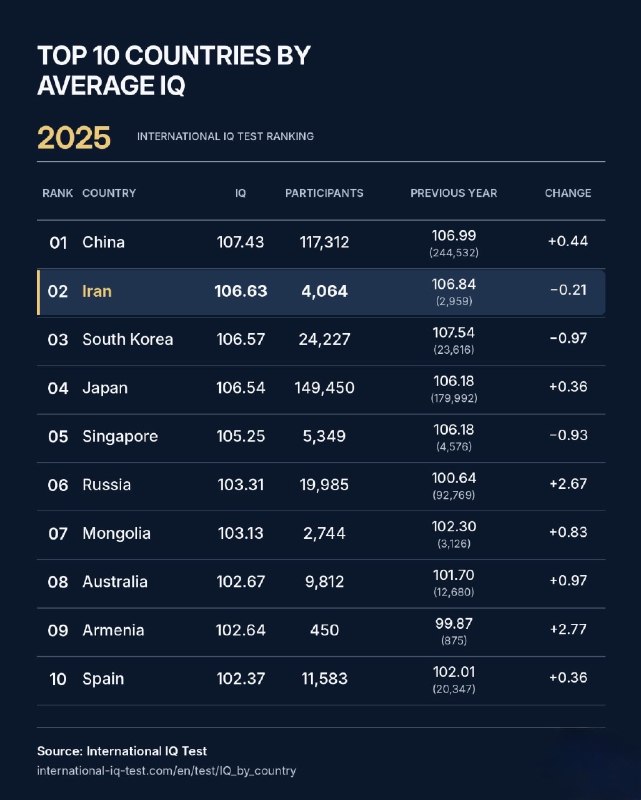 TOP 10 COUNTRIES BY
AVERAGE IQ
2025 INTERNATIONAL IQ TEST RANKING
RANK COUNTRY IQ PARTICIPANTS PREVIOUS YEAR CHANGE
01 China 107.43 117,312 106.99 (244,532) +0.44
02 Iran 106.63 4,064 106.84 (2,959) −0.21
03 South Korea 106.57 24,227 107.54 (23,616) −0.97
04 Japan 106.54 149,450 106.18 (179,992) +0.36
05 Singapore 105.25 5,349 106.18 (4,576) −0.93
06 Russia 103.31 19,985 100.64 (92,769) +2.67
07 Mongolia 103.13 2,744 102.30 (3,126) +0.83
08 Australia 102.67 9,812 101.70 (12,680) +0.97
09 Armenia 102.64 450 99.87 (875) +2.77
10 Spain 102.37 11,583 102.01 (20,347) +0.36
Source: International IQ Test
international-iq-test.com/en/test/IQ_by_country